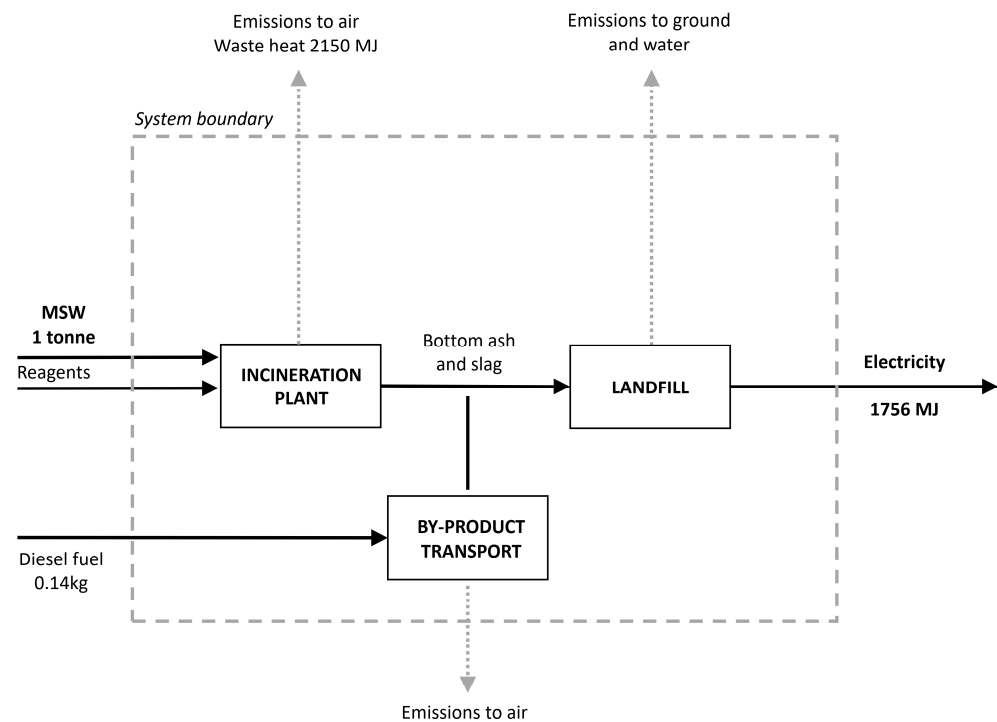 Emissions to air
Waste heat 2150 MJ
Emissions to ground
and water
System boundary
MSW
1 tonne
Reagents
INCINERATION
PLANT
Bottom ash
and slag
LANDFILL
Electricity
1756 MJ
BY-PRODUCT
TRANSPORT
Diesel fuel
0.14kg
Emissions to air